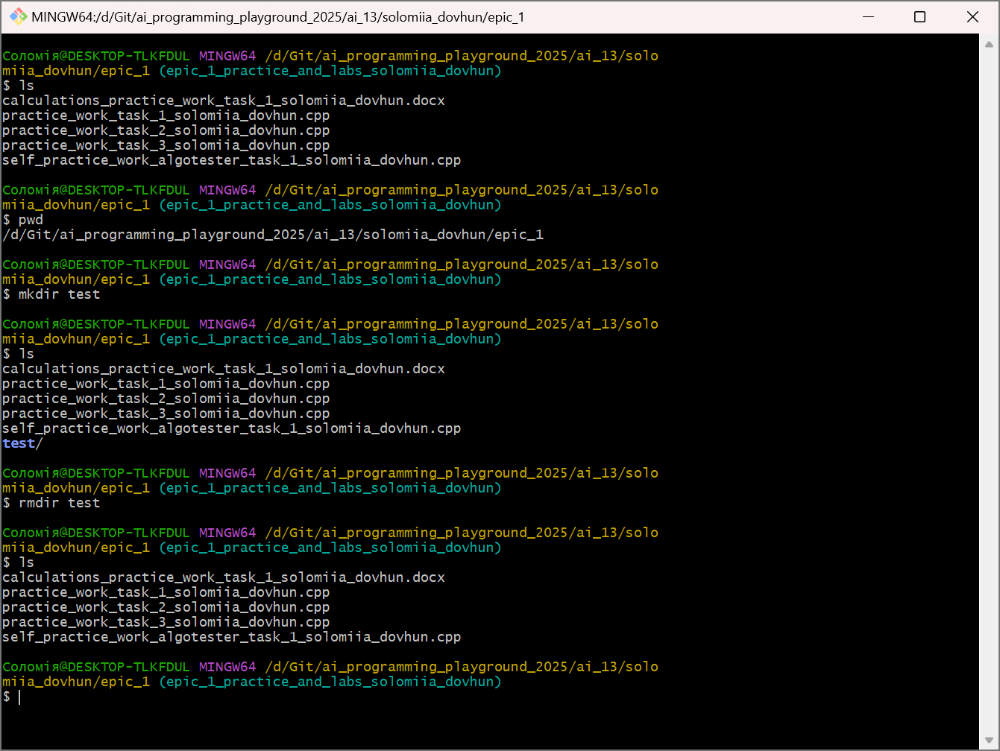 MINGW64:/d/Git/ai_programming_playground_2025/ai_13/solomiia_dovhun/epic_1
Соломія@DESKTOP-TLKFDUL MINGW64 /d/Git/ai_programming_playground_2025/ai_13/solo
miia_dovhun/epic_1 (epic_1_practice_and_labs_solomiia_dovhun)
$ ls
calculations_practice_work_task_1_solomiia_dovhun.docx
practice_work_task_1_solomiia_dovhun.cpp
practice_work_task_2_solomiia_dovhun.cpp
practice_work_task_3_solomiia_dovhun.cpp
self_practice_work_algotester_task_1_solomiia_dovhun.cpp
Соломія@DESKTOP-TLKFDUL MINGW64 /d/Git/ai_programming_playground_2025/ai_13/solo
miia_dovhun/epic_1 (epic_1_practice_and_labs_solomiia_dovhun)
$ pwd
/d/Git/ai_programming_playground_2025/ai_13/solomiia_dovhun/epic_1
Соломія@DESKTOP-TLKFDUL MINGW64 /d/Git/ai_programming_playground_2025/ai_13/solo
miia_dovhun/epic_1 (epic_1_practice_and_labs_solomiia_dovhun)
$ mkdir test
Соломія@DESKTOP-TLKFDUL MINGW64 /d/Git/ai_programming_playground_2025/ai_13/solo
miia_dovhun/epic_1 (epic_1_practice_and_labs_solomiia_dovhun)
$ ls
calculations_practice_work_task_1_solomiia_dovhun.docx
practice_work_task_1_solomiia_dovhun.cpp
practice_work_task_2_solomiia_dovhun.cpp
practice_work_task_3_solomiia_dovhun.cpp
self_practice_work_algotester_task_1_solomiia_dovhun.cpp
test/
Соломія@DESKTOP-TLKFDUL MINGW64 /d/Git/ai_programming_playground_2025/ai_13/solo
miia_dovhun/epic_1 (epic_1_practice_and_labs_solomiia_dovhun)
$ rmdir test
Соломія@DESKTOP-TLKFDUL MINGW64 /d/Git/ai_programming_playground_2025/ai_13/solo
miia_dovhun/epic_1 (epic_1_practice_and_labs_solomiia_dovhun)
$ ls
calculations_practice_work_task_1_solomiia_dovhun.docx
practice_work_task_1_solomiia_dovhun.cpp
practice_work_task_2_solomiia_dovhun.cpp
practice_work_task_3_solomiia_dovhun.cpp
self_practice_work_algotester_task_1_solomiia_dovhun.cpp
Соломія@DESKTOP-TLKFDUL MINGW64 /d/Git/ai_programming_playground_2025/ai_13/solo
miia_dovhun/epic_1 (epic_1_practice_and_labs_solomiia_dovhun)
$